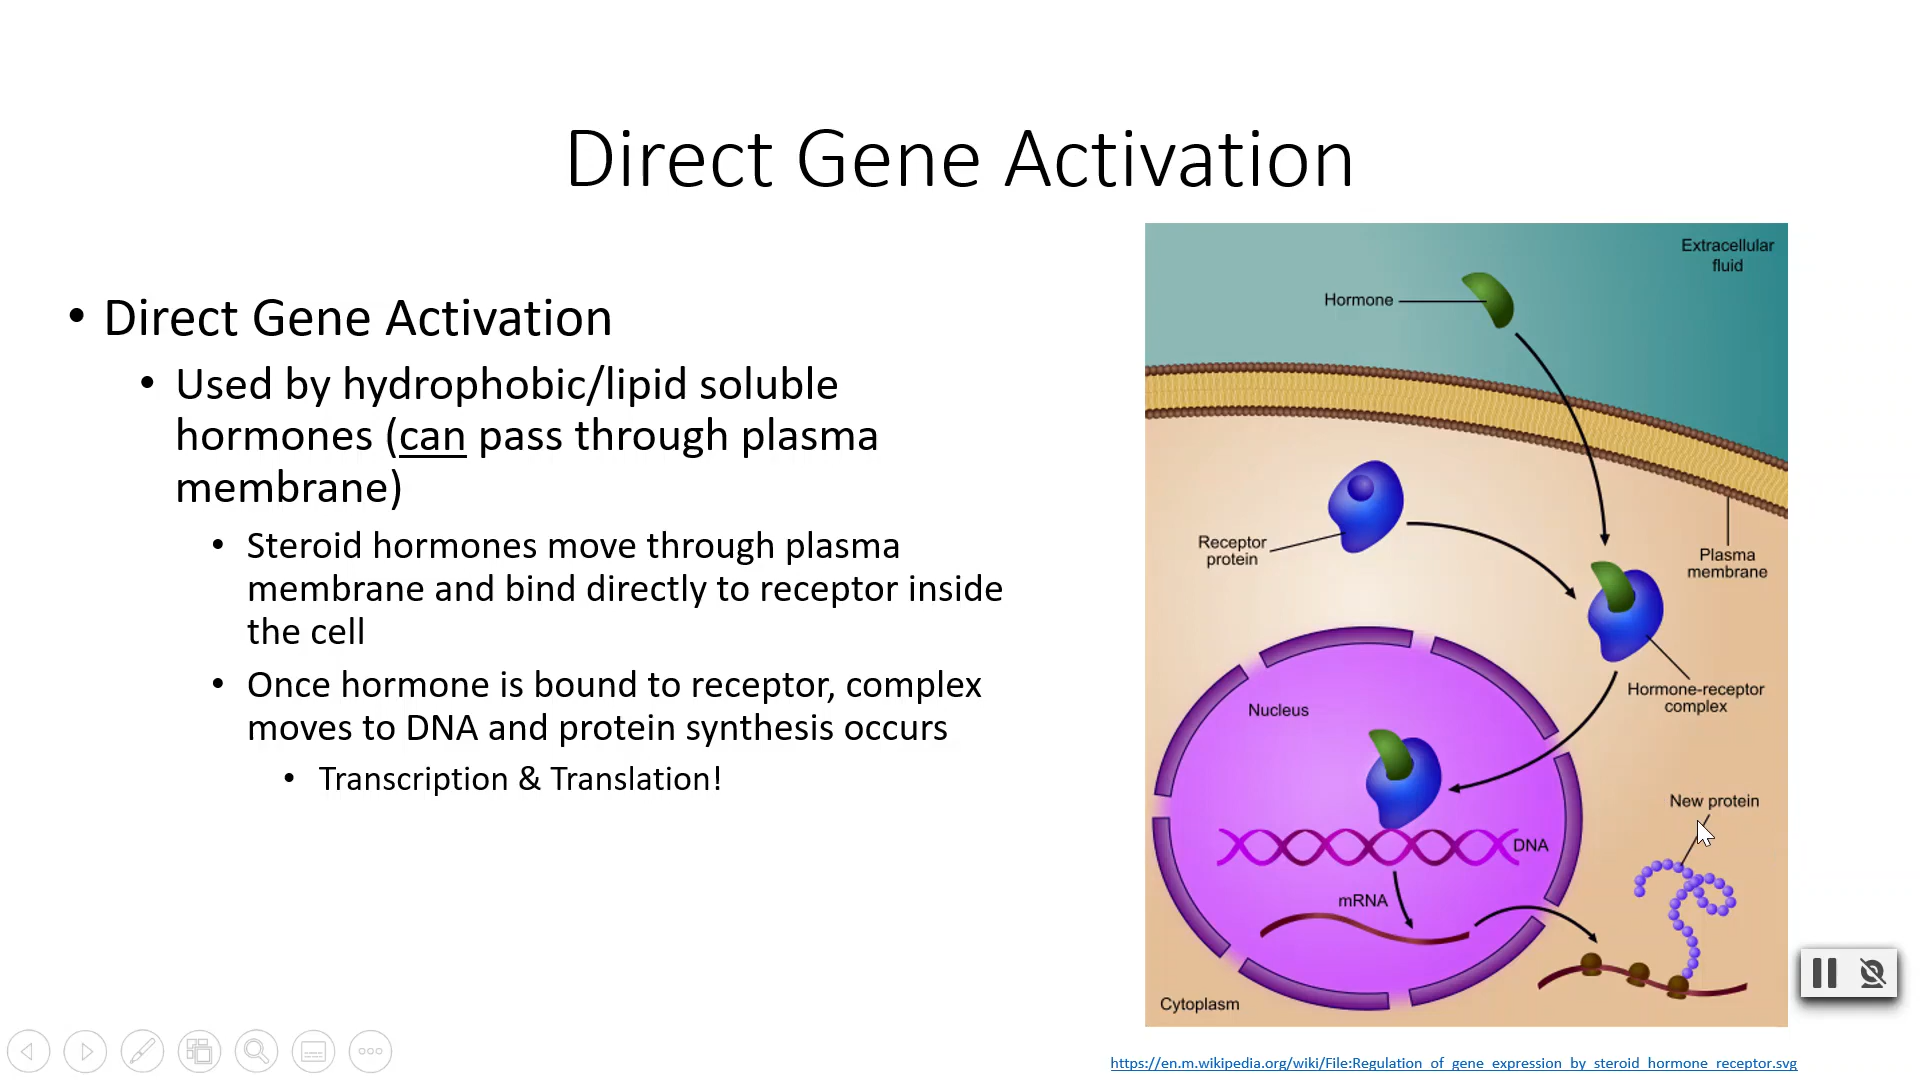 Direct Gene Activation
• Direct Gene Activation
• Used by hydrophobic/lipid soluble
hormones (can pass through plasma
membrane)
• Steroid hormones move through plasma
membrane and bind directly to receptor inside
the cell
• Once hormone is bound to receptor, complex
moves to DNA and protein synthesis occurs
• Transcription & Translation!
Extracellular
fluid
Hormone
Receptor
protein
Plasma
membrane
Hormone-receptor
complex
Nucleus
New protein
DNA
mRNA
Cytoplasm
https://en.m.wikipedia.org/wiki/File:Regulation_of_gene_expression_by_steroid_hormone_receptor.svg